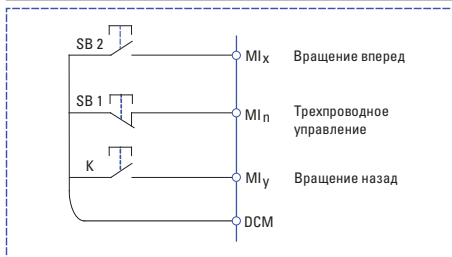 SB 2
MIx
Вращение вперед
SB 1
MIn
Трехпроводное
управление
K
MIy
Вращение назад
DCM